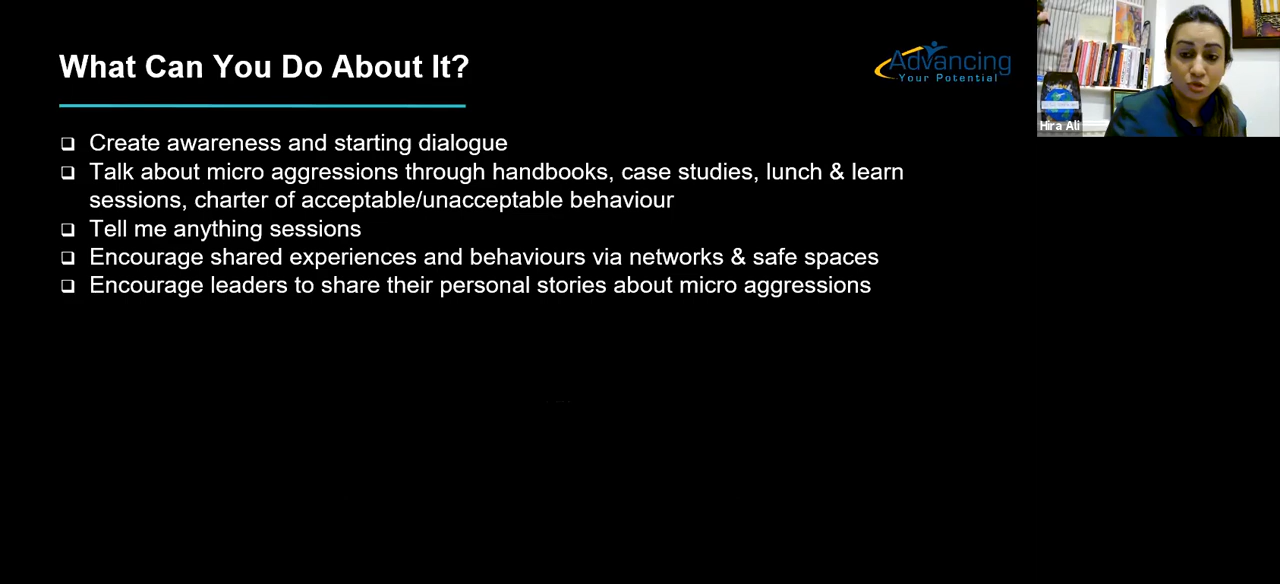 What Can You Do About It?
Advancing
Your Potential
Hira Ali
Create awareness and starting dialogue
Talk about micro aggressions through handbooks, case studies, lunch & learn
sessions, charter of acceptable/unacceptable behaviour
Tell me anything sessions
Encourage shared experiences and behaviours via networks & safe spaces
Encourage leaders to share their personal stories about micro aggressions